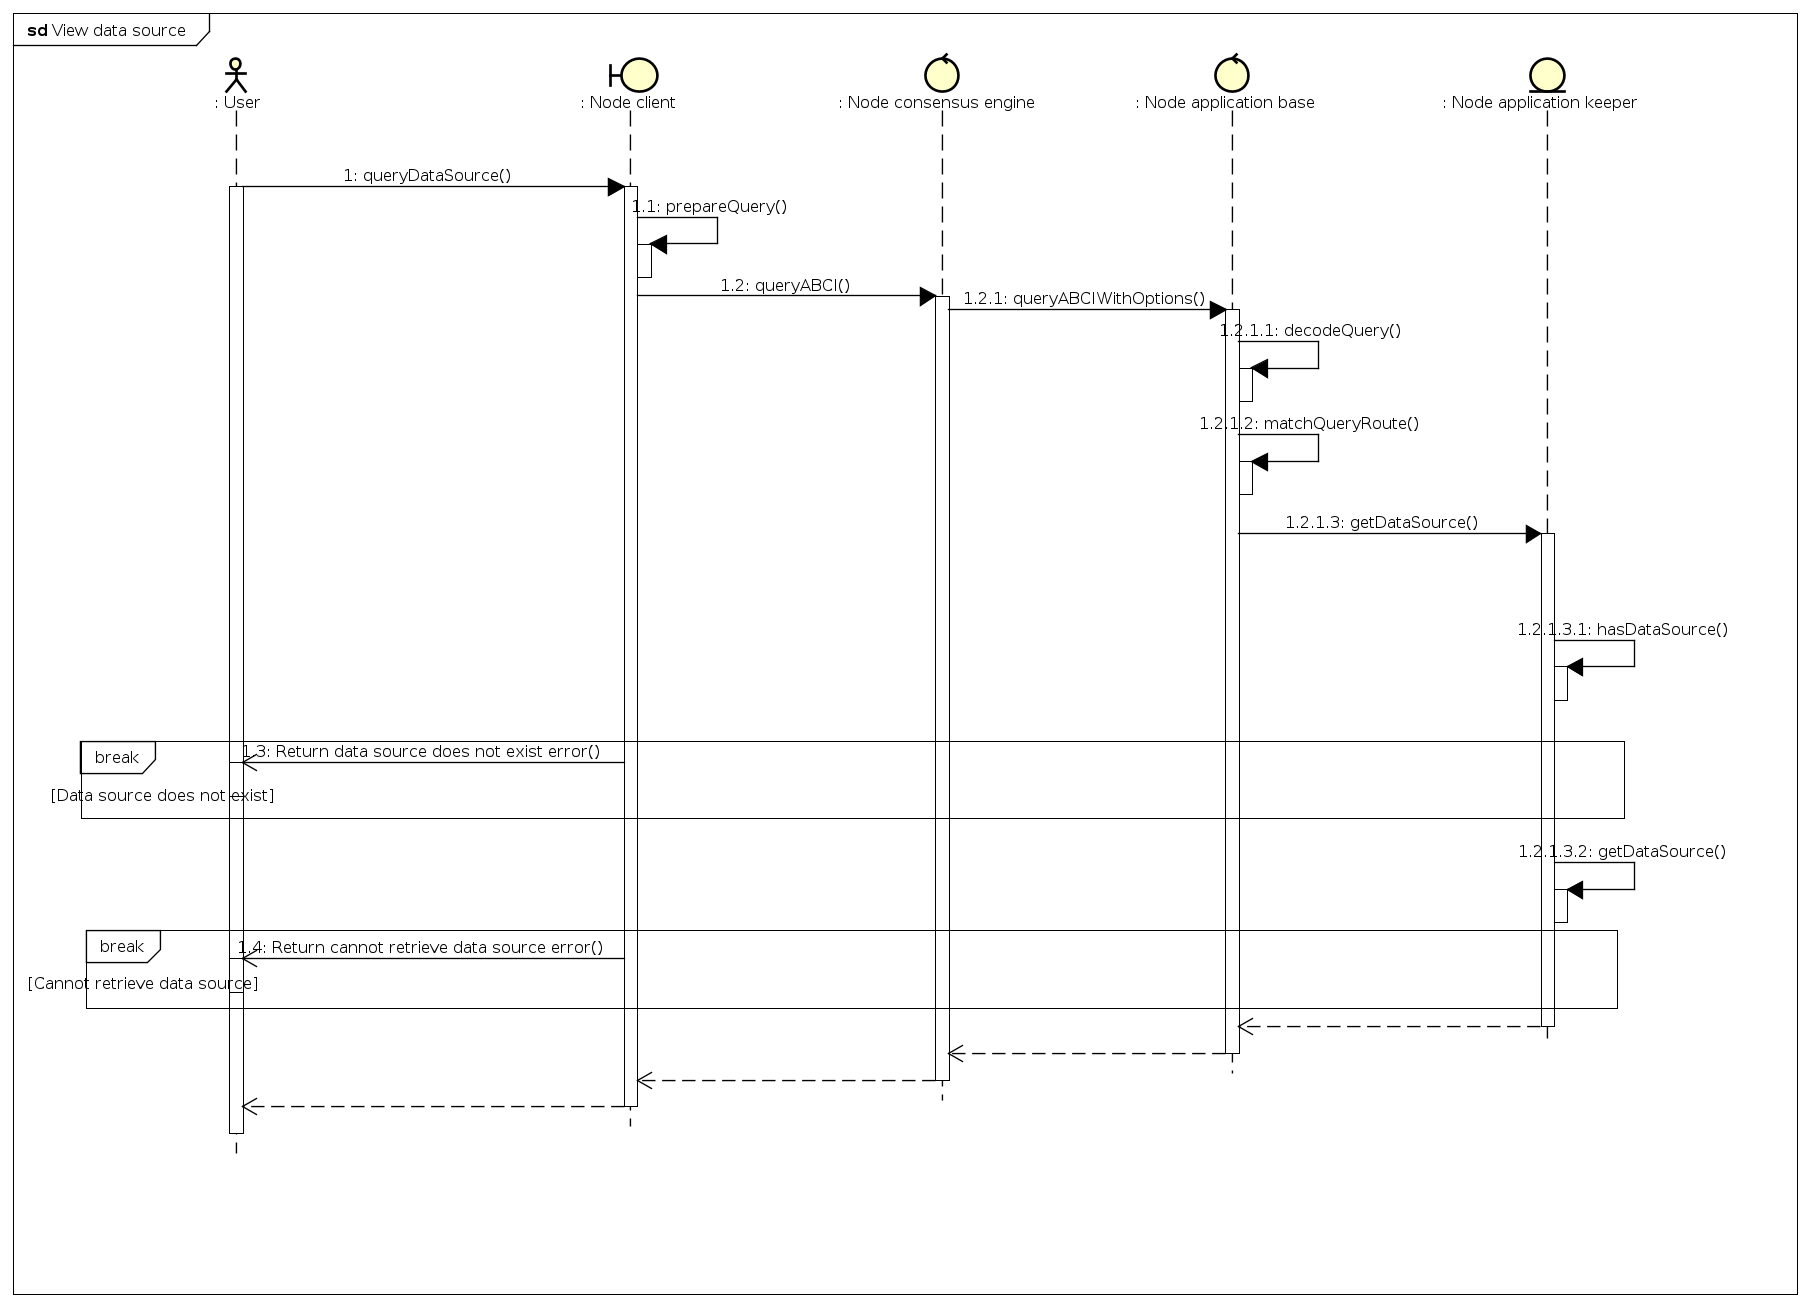 sd View data source
: User
: Node client
: Node consensus engine
: Node application base
: Node application keeper
1: queryDataSource()
1.1: prepareQuery()
1.2: queryABCI()
1.2.1: queryABCIWithOptions()
1.2.1.1: decodeQuery()
1.2.1.2: matchQueryRoute()
1.2.1.3: getDataSource()
1.2.1.3.1: hasDataSource()
break
1.3: Return data source does not exist error()
[Data source does not exist]
1.2.1.3.2: getDataSource()
break
1.4: Return cannot retrieve data source error()
[Cannot retrieve data source]